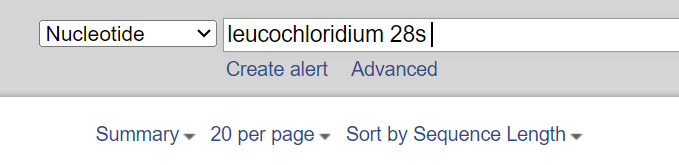 Nucleotide leucochloridium 28s
Create alert Advanced
Summary 20 per page Sort by Sequence Length